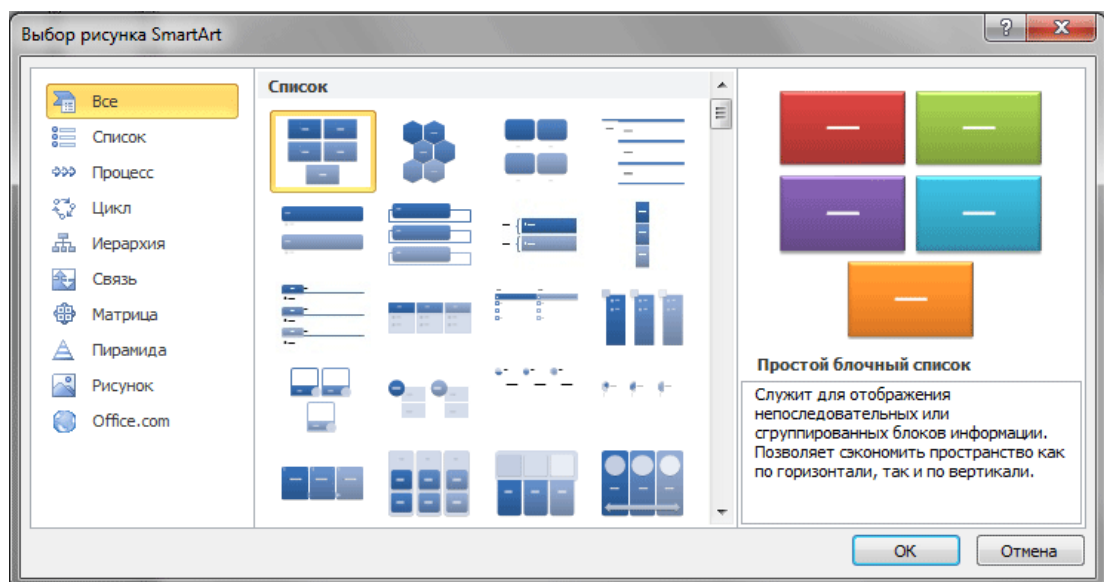 Выбор рисунка SmartArt
Все
Список
Процесс
Цикл
Иерархия
Связь
Матрица
Пирамида
Рисунок
Office.com
Список
Простой блочный список
Служит для отображения
непоследовательных или
сгруппированных блоков информации.
Позволяет сэкономить пространство как
по горизонтали, так и по вертикали.
ОК
Отмена